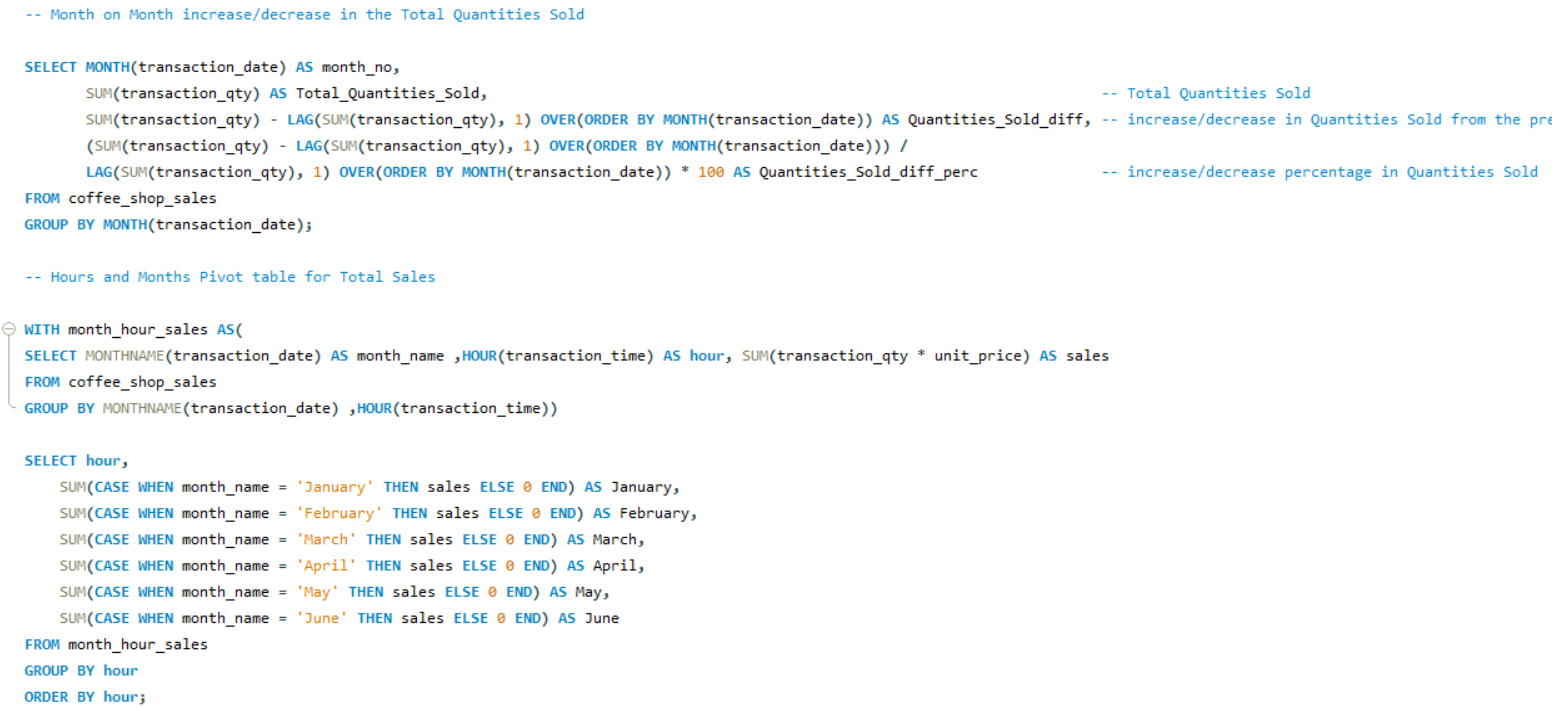 -- Month on Month increase/decrease in the Total Quantities Sold
SELECT MONTH(transaction_date) AS month_no,
SUM(transaction_qty) AS Total_Quantities_Sold, -- Total Quantities Sold
SUM(transaction_qty) - LAG(SUM(transaction_qty), 1) OVER(ORDER BY MONTH(transaction_date)) AS Quantities_Sold_diff, -- increase/decrease in Quantities Sold from the pre
(SUM(transaction_qty) - LAG(SUM(transaction_qty), 1) OVER(ORDER BY MONTH(transaction_date))) /
LAG(SUM(transaction_qty), 1) OVER(ORDER BY MONTH(transaction_date)) * 100 AS Quantities_Sold_diff_perc -- increase/decrease percentage in Quantities Sold
FROM coffee_shop_sales
GROUP BY MONTH(transaction_date);
-- Hours and Months Pivot table for Total Sales
WITH month_hour_sales AS(
SELECT MONTHNAME(transaction_date) AS month_name ,HOUR(transaction_time) AS hour, SUM(transaction_qty * unit_price) AS sales
FROM coffee_shop_sales
GROUP BY MONTHNAME(transaction_date) ,HOUR(transaction_time))
SELECT hour,
SUM(CASE WHEN month_name = 'January' THEN sales ELSE 0 END) AS January,
SUM(CASE WHEN month_name = 'February' THEN sales ELSE 0 END) AS February,
SUM(CASE WHEN month_name = 'March' THEN sales ELSE 0 END) AS March,
SUM(CASE WHEN month_name = 'April' THEN sales ELSE 0 END) AS April,
SUM(CASE WHEN month_name = 'May' THEN sales ELSE 0 END) AS May,
SUM(CASE WHEN month_name = 'June' THEN sales ELSE 0 END) AS June
FROM month_hour_sales
GROUP BY hour
ORDER BY hour;